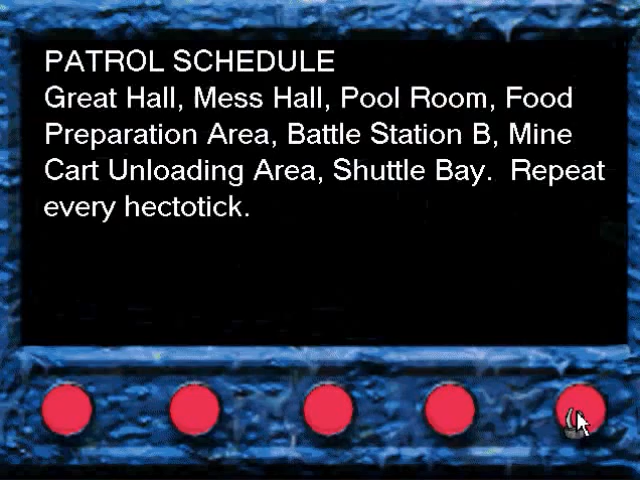 PATROL SCHEDULE
Great Hall, Mess Hall, Pool Room, Food
Preparation Area, Battle Station B, Mine
Cart Unloading Area, Shuttle Bay.  Repeat
every hectotick.